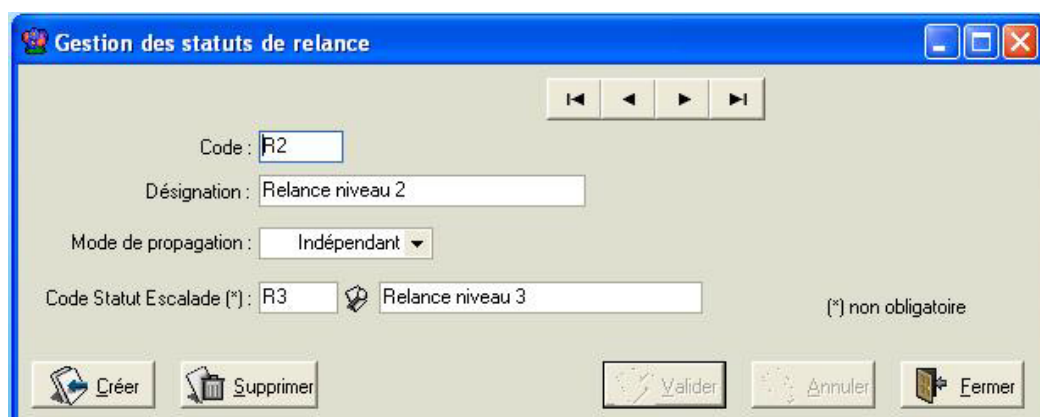 Gestion des statuts de relance
Code : R2
Désignation : Relance niveau 2
Mode de propagation : Indépendant
Code Statut Escalade (*) : R3 Relance niveau 3 (*) non obligatoire
Créer Supprimer Valider Annuler Fermer